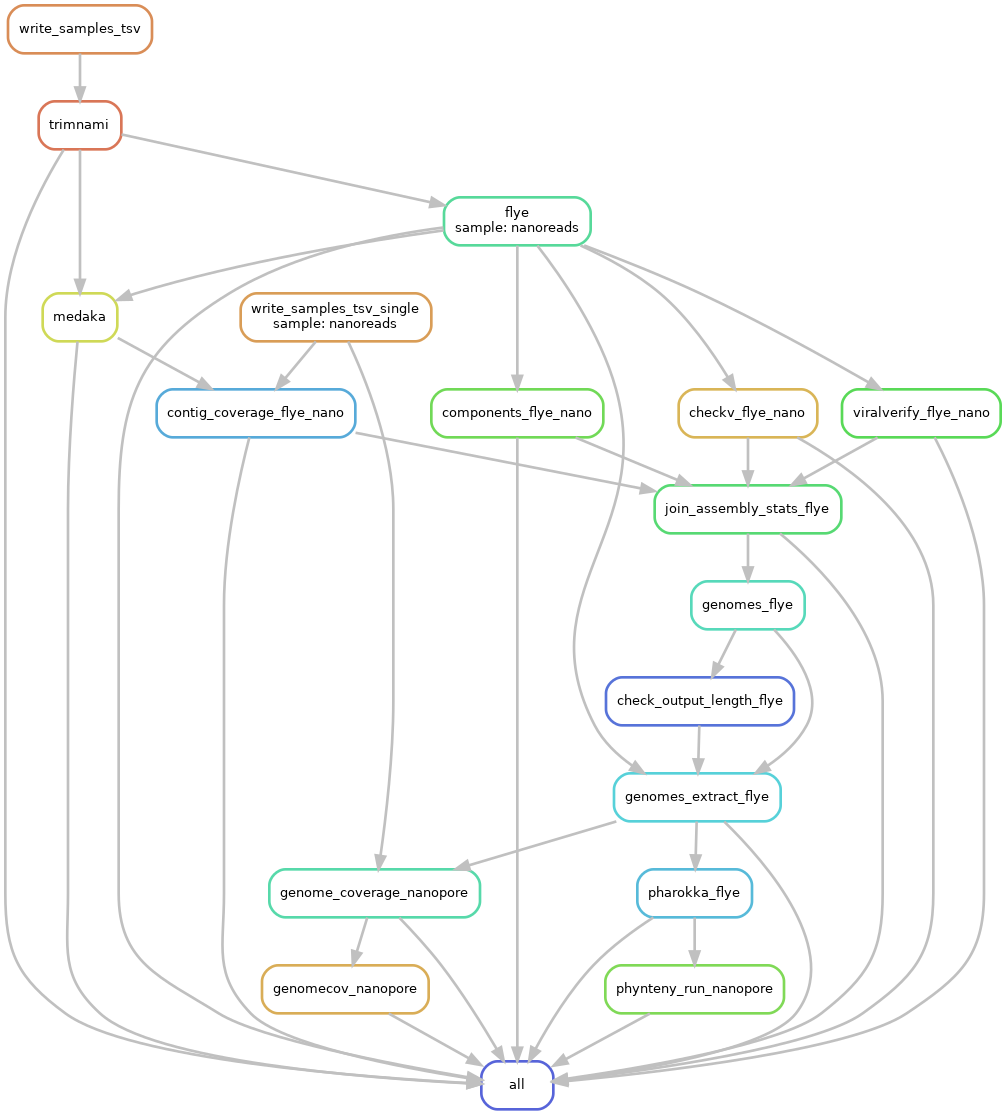 write_samples_tsv
trimnami
flye
sample: nanoreads
medaka
write_samples_tsv_single
sample: nanoreads
contig_coverage_flye_nano
components_flye_nano
checkv_flye_nano
viralverify_flye_nano
join_assembly_stats_flye
genomes_flye
check_output_length_flye
genomes_extract_flye
genome_coverage_nanopore
pharokka_flye
genomecov_nanopore
phynteny_run_nanopore
all